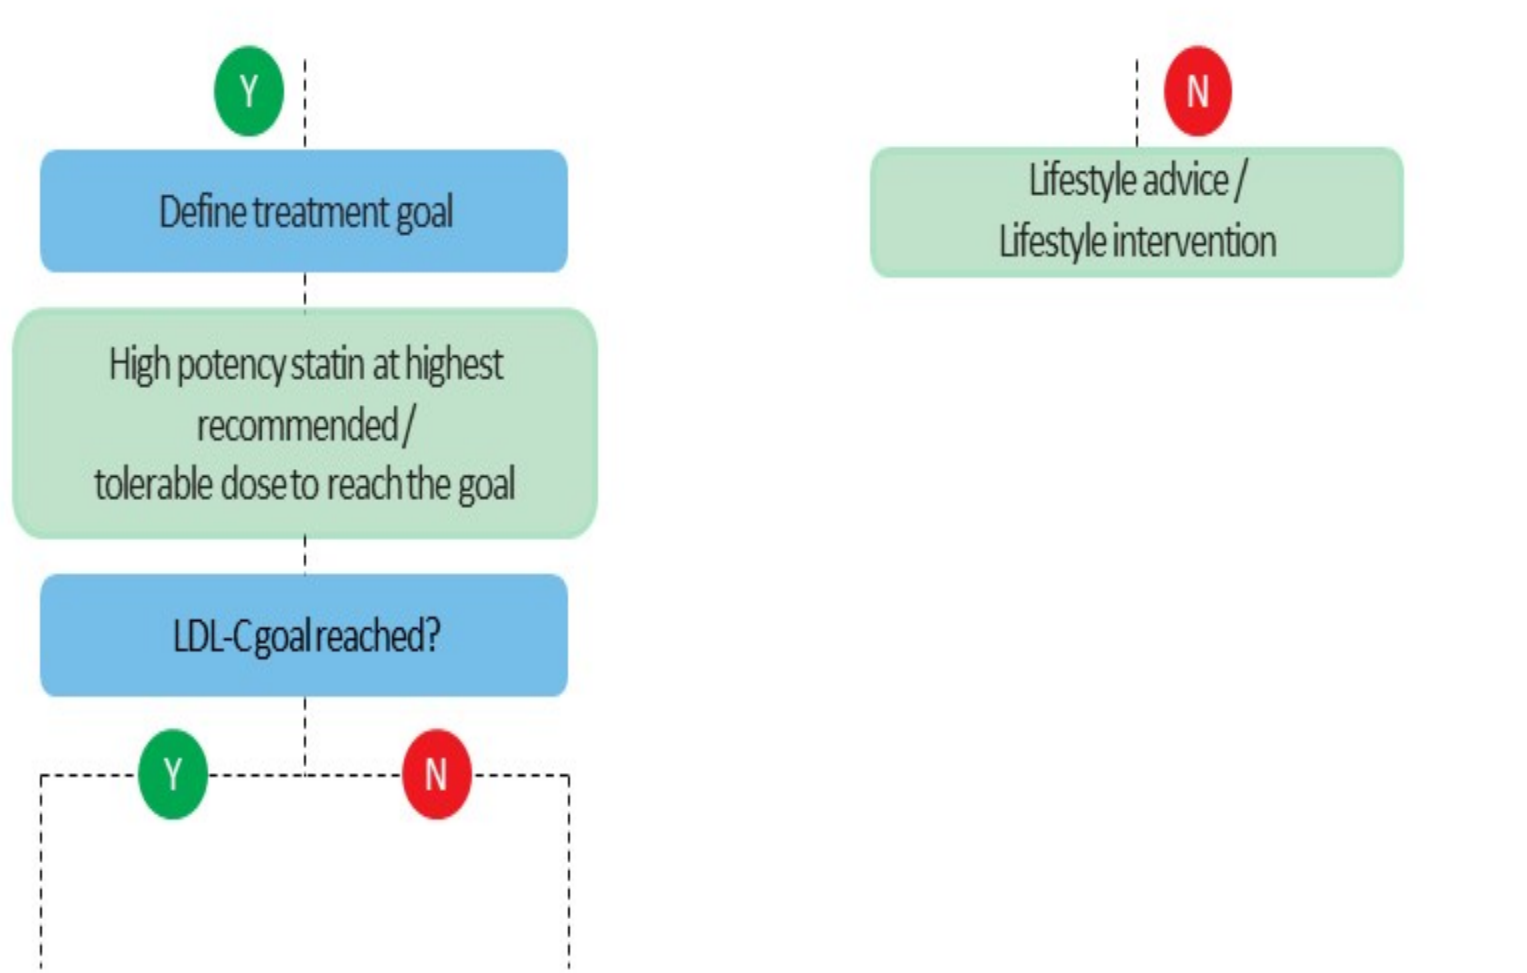 Y
N
Define treatment goal
Lifestyle advice /
Lifestyle intervention
High potency statin at highest
recommended /
tolerable dose to reach the goal
LDL-C goal reached?
Y
N